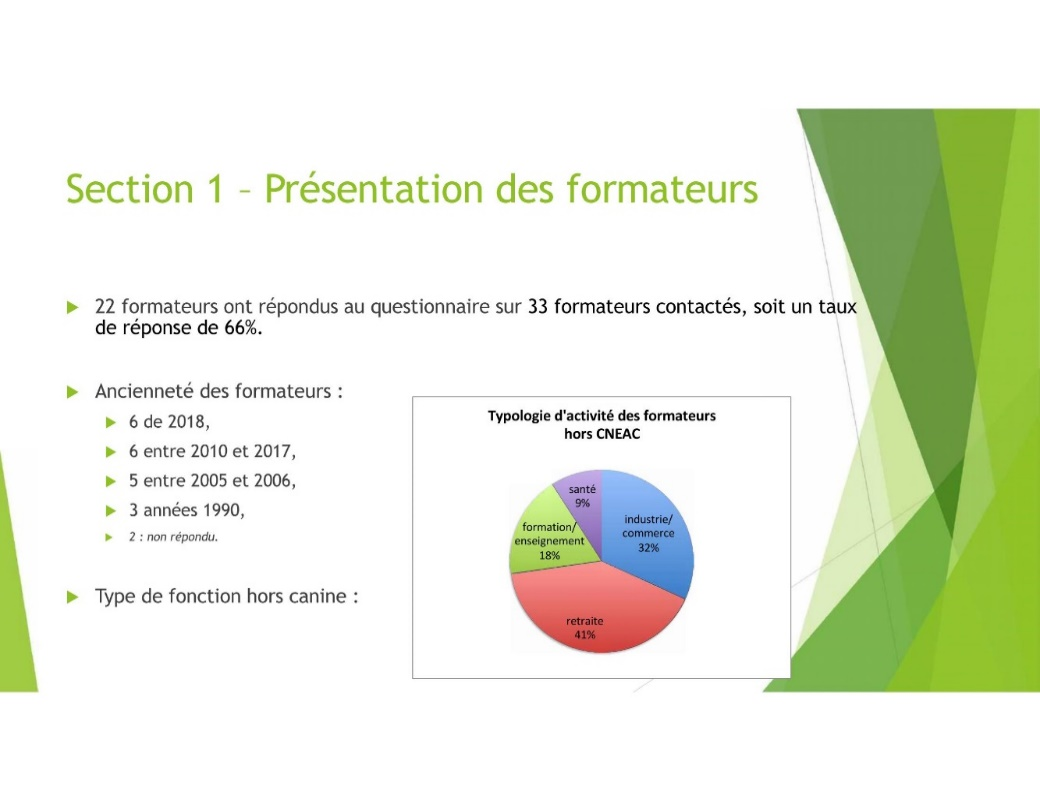 Section 1 – Présentation des formateurs
22 formateurs ont répondus au questionnaire sur 33 formateurs contactés, soit un taux
de réponse de 66%.
Ancienneté des formateurs :
6 de 2018,
6 entre 2010 et 2017,
5 entre 2005 et 2006,
3 années 1990,
2 : non répondu.
Type de fonction hors canine :
Typologie d'activité des formateurs
hors CNEAC
santé
9%
industrie/
commerce
32%
formation/
enseignement
18%
retraite
41%